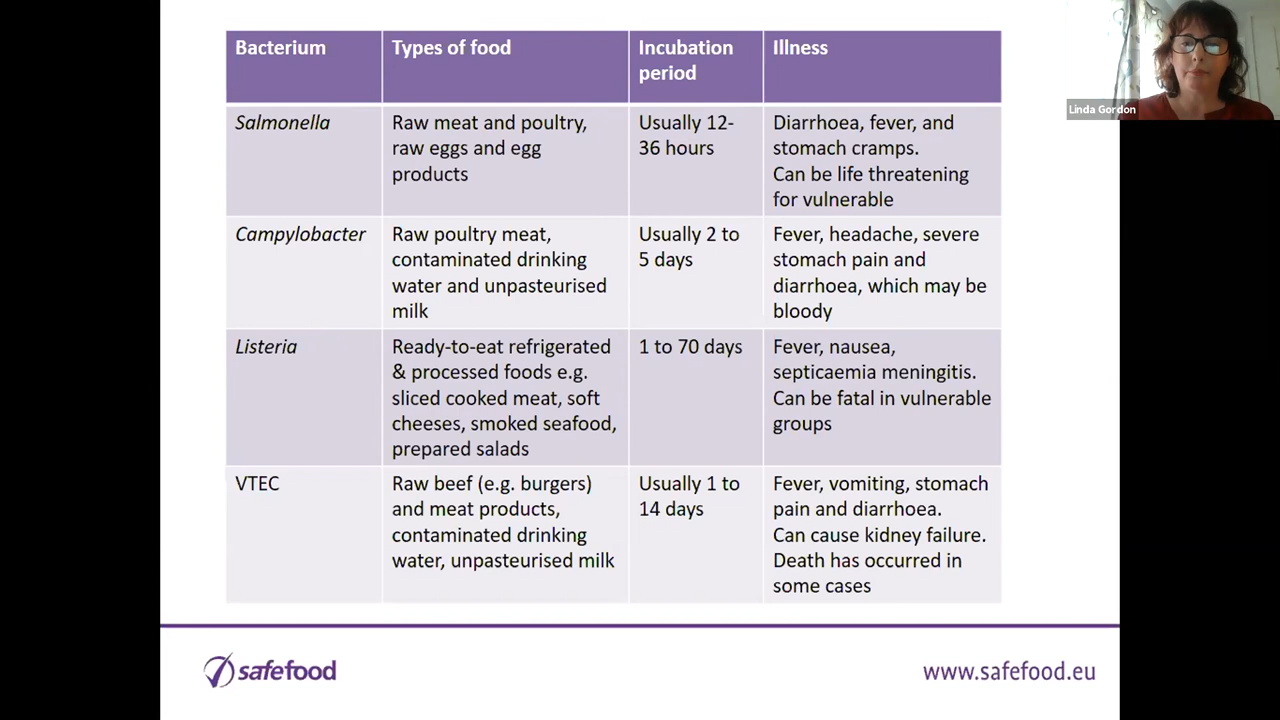 Bacterium
Types of food
Incubation
period
Illness
Salmonella
Raw meat and poultry,
raw eggs and egg
products
Usually 12-
36 hours
Diarrhoea, fever, and
stomach cramps.
Can be life threatening
for vulnerable
Campylobacter
Raw poultry meat,
contaminated drinking
water and unpasteurised
milk
Usually 2 to
5 days
Fever, headache, severe
stomach pain and
diarrhoea, which may be
bloody
Listeria
Ready-to-eat refrigerated
& processed foods e.g.
sliced cooked meat, soft
cheeses, smoked seafood,
prepared salads
1 to 70 days
Fever, nausea,
septicaemia meningitis.
Can be fatal in vulnerable
groups
VTEC
Raw beef (e.g. burgers)
and meat products,
contaminated drinking
water, unpasteurised milk
Usually 1 to
14 days
Fever, vomiting, stomach
pain and diarrhoea.
Can cause kidney failure.
Death has occurred in
some cases
safefood
www.safefood.eu
Linda Gordon